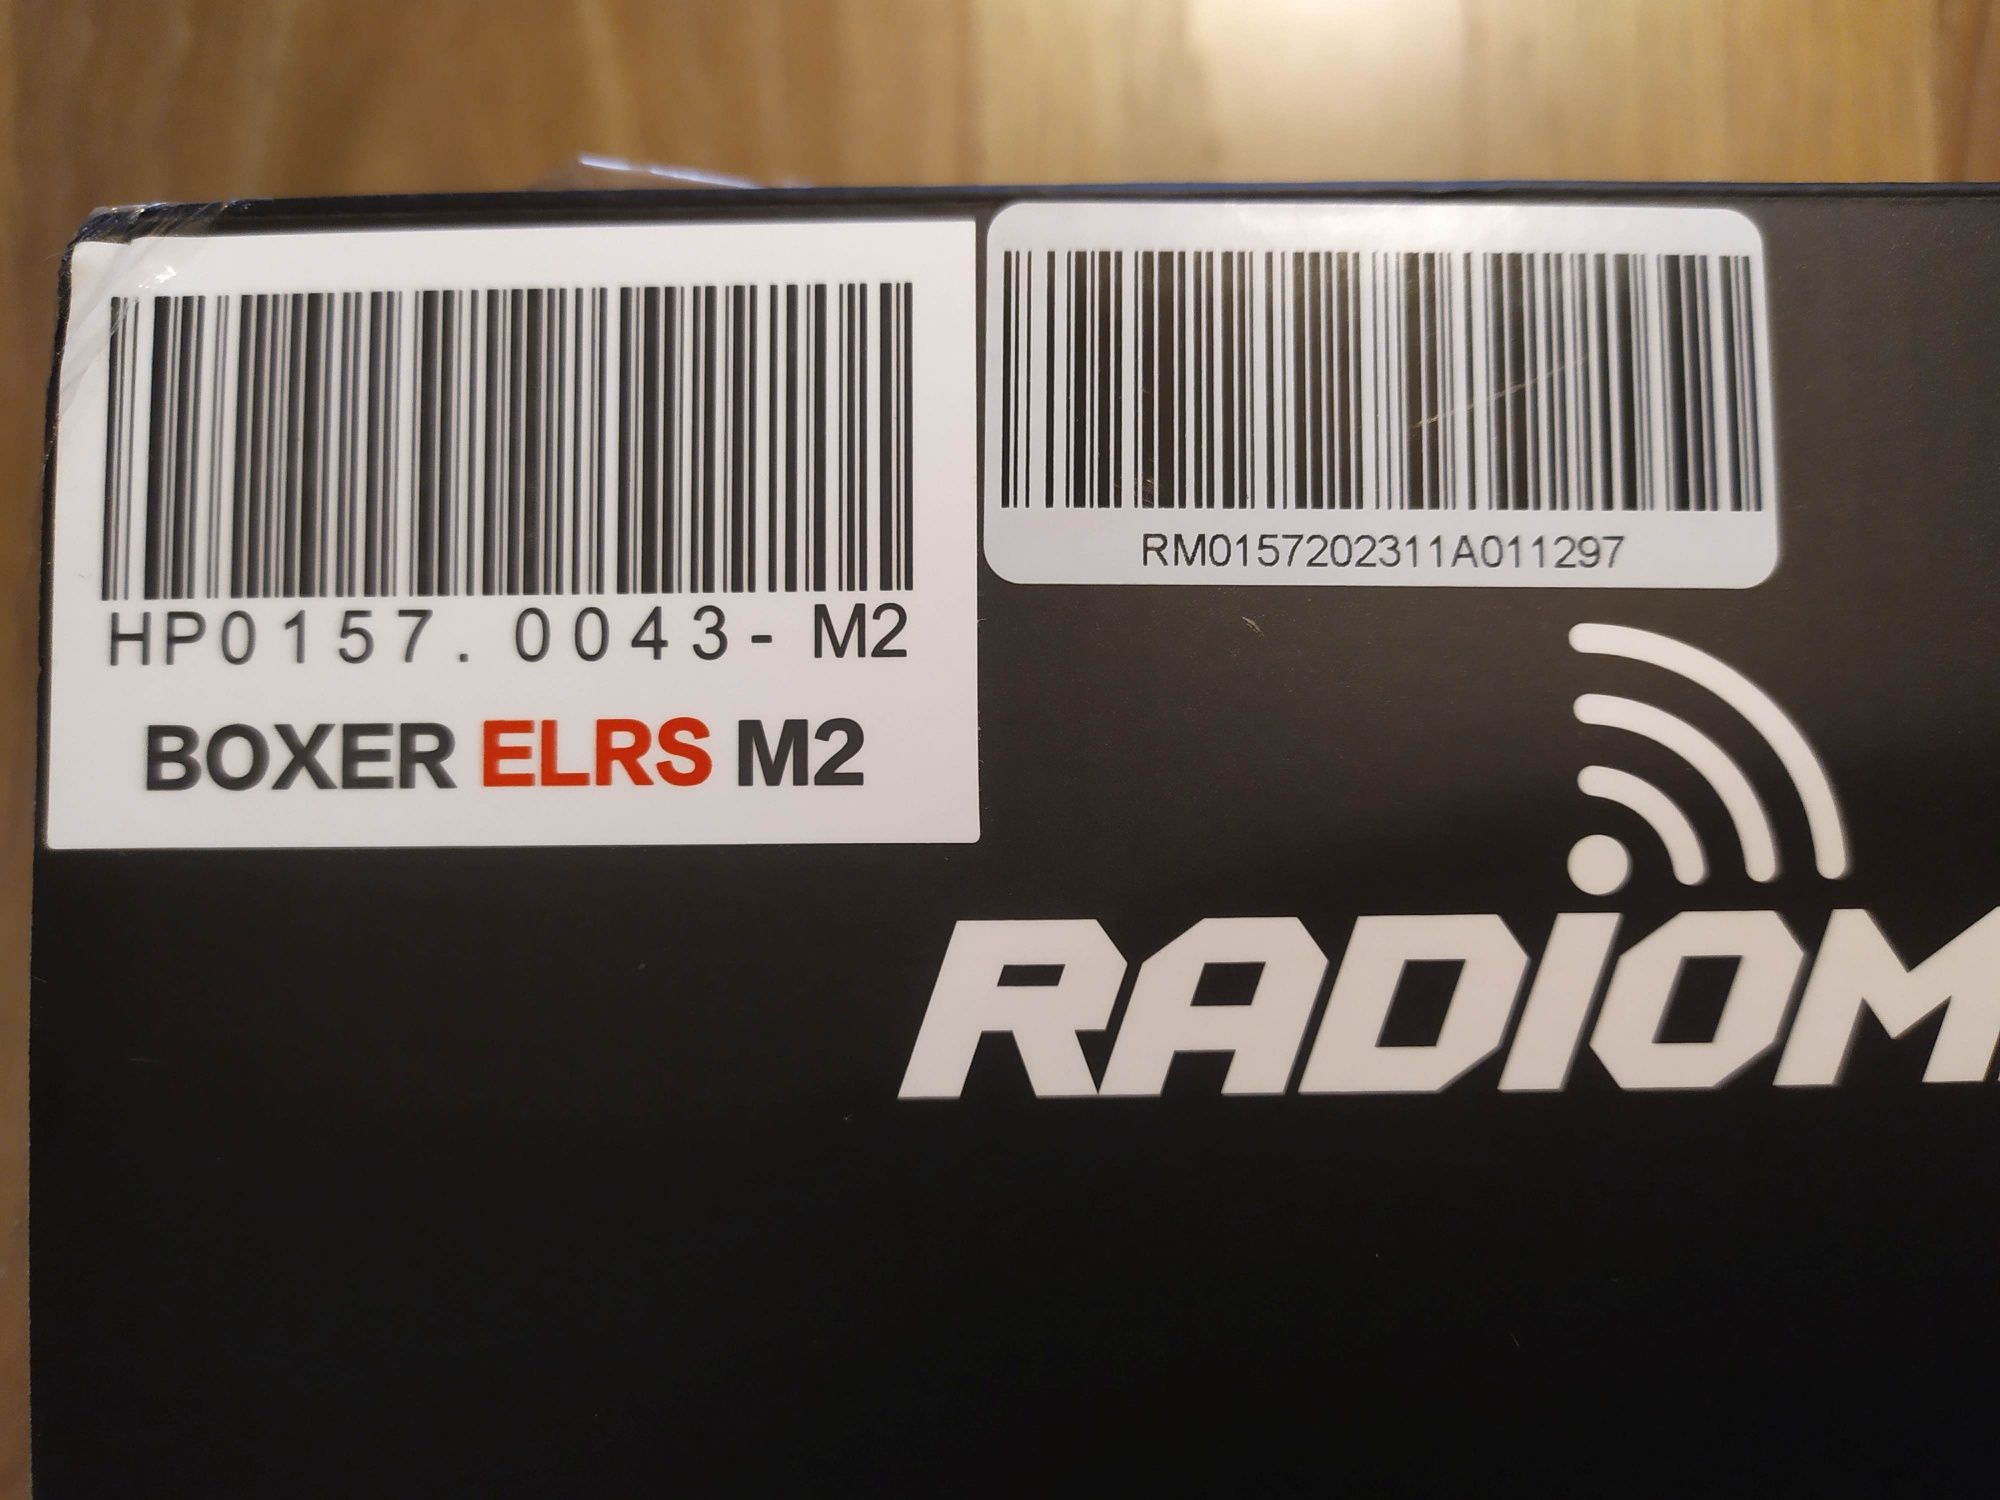 HP0157.0043-M2
BOXER ELRS M2
RM0157202311A011297
RADIOM